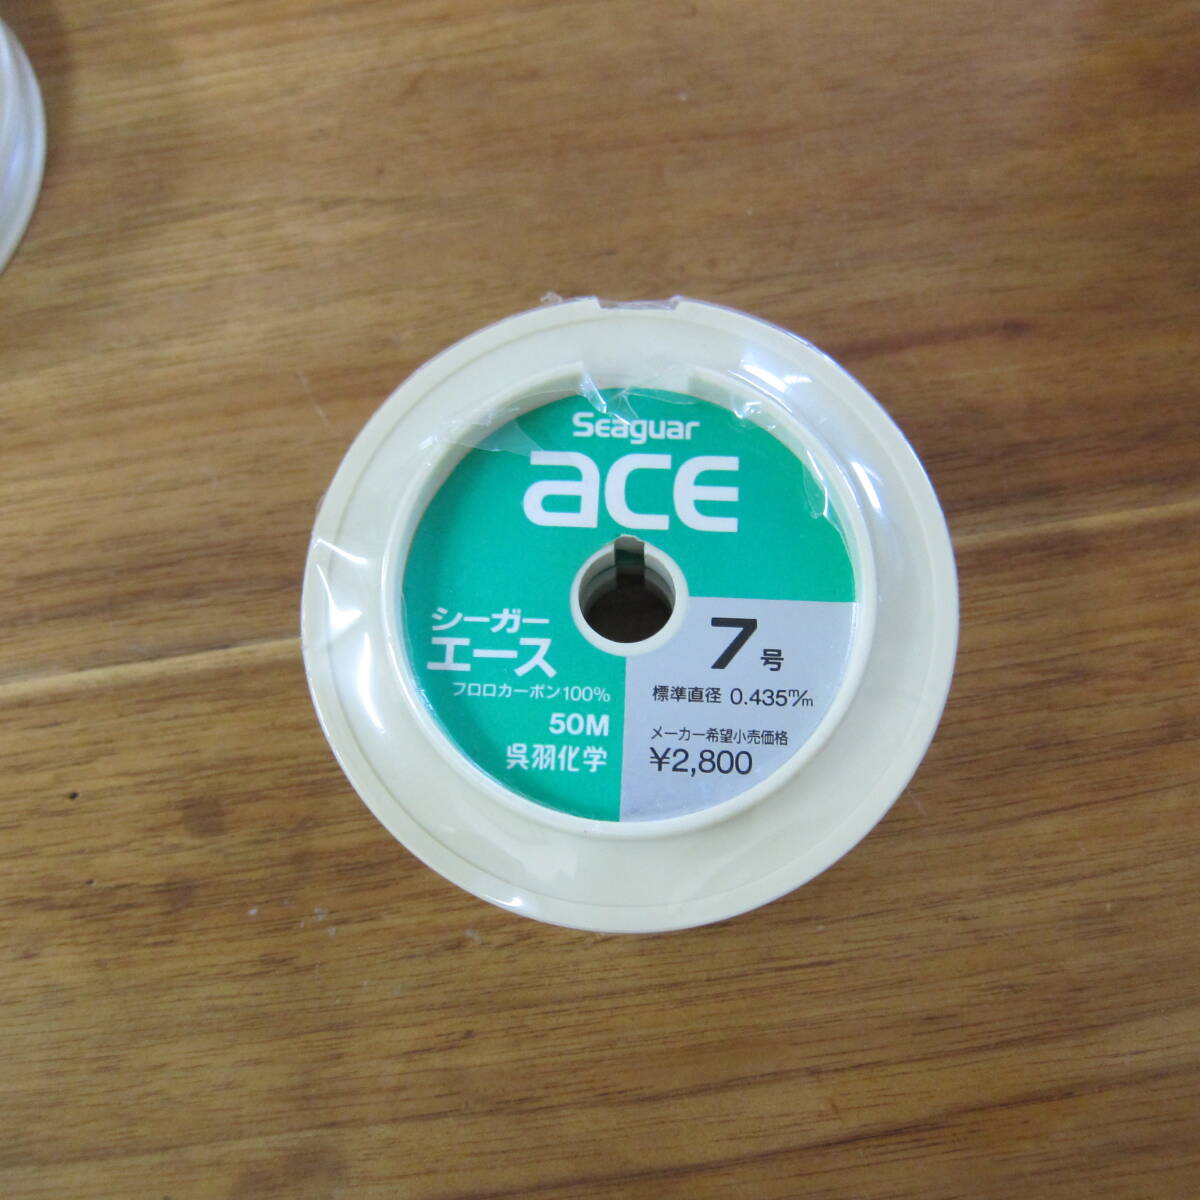 Seaguar
ace
シーガー
エース
フロロカーボン100%
50M
呉羽化学
7号
標準直径 0.435m/m
メーカー希望小売価格
¥2,800